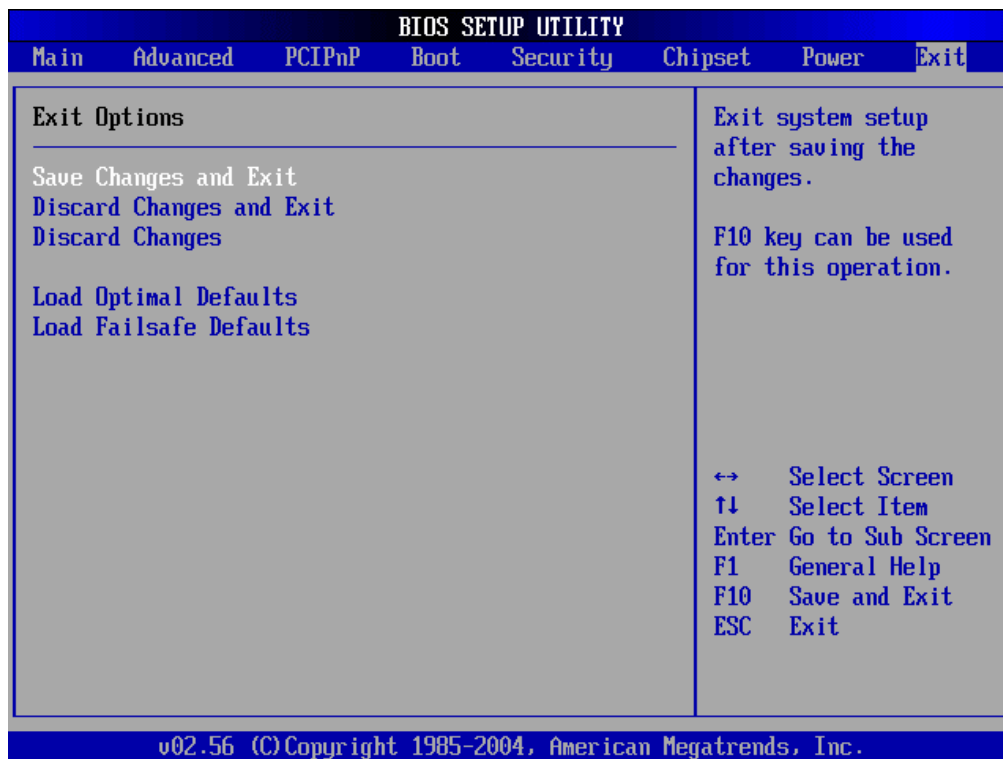 BIOS SETUP UTILITY
Main Advanced PCIPnP Boot Security Chipset Power Exit
Exit Options
Save Changes and Exit
Discard Changes and Exit
Discard Changes
Load Optimal Defaults
Load Failsafe Defaults
Exit system setup
after saving the
changes.
F10 key can be used
for this operation.
↔ Select Screen
↑↓ Select Item
Enter Go to Sub Screen
F1 General Help
F10 Save and Exit
ESC Exit
v02.56 (C)Copyright 1985-2004, American Megatrends, Inc.